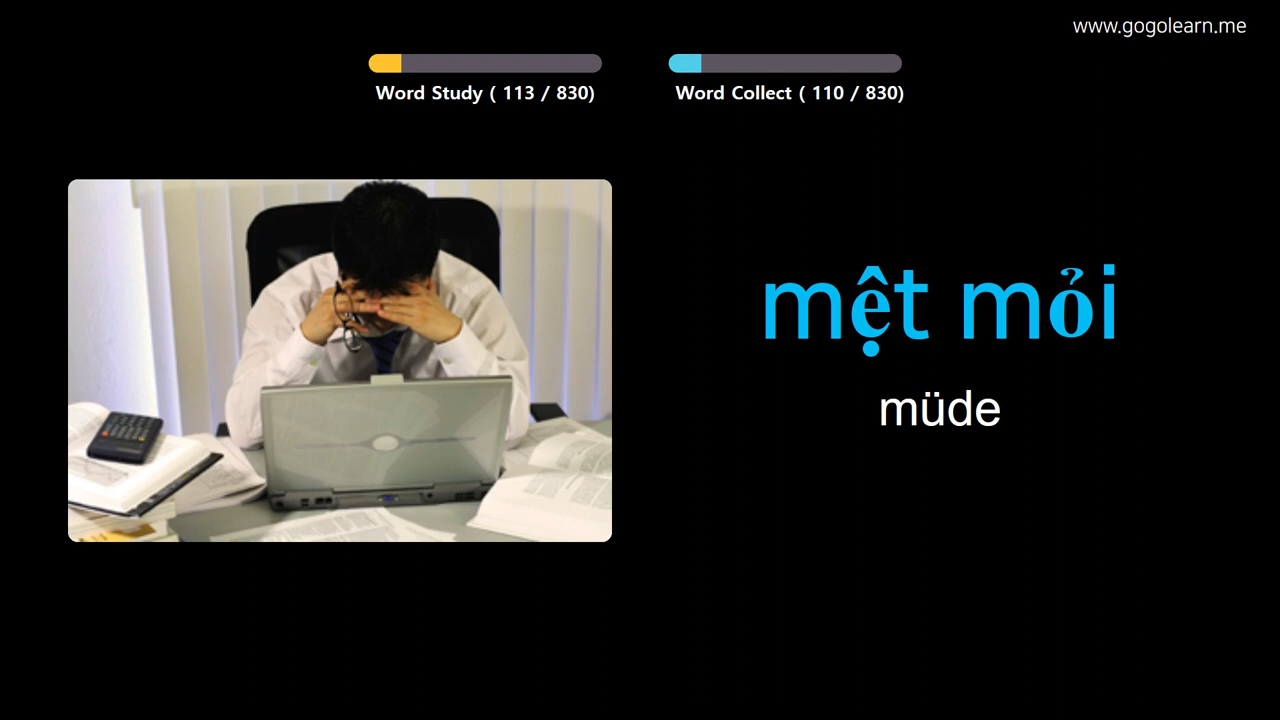 www.gogolearn.me
Word Study ( 113 / 830)
Word Collect ( 110 / 830)
mệt mỏi
müde